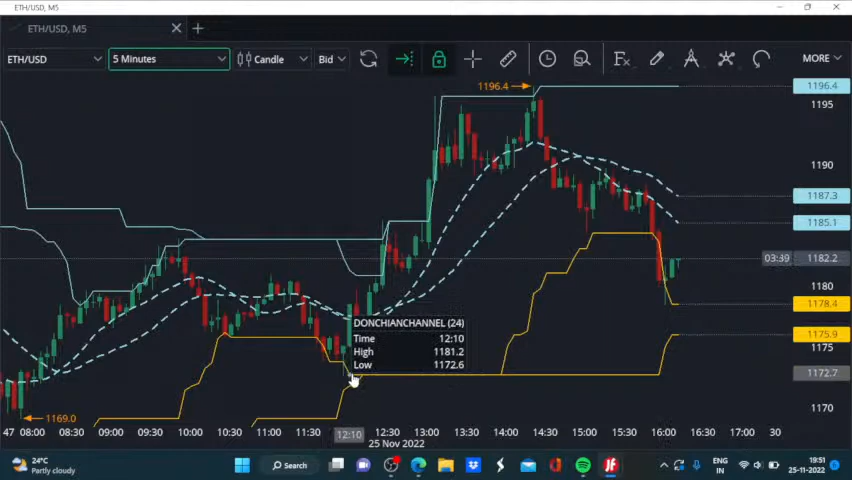 ETH/USD, M5
ETH/USD, M5
ETH/USD 5 Minutes Candle Bid Fx MORE
1196.4 1196.4
1195
1190
1187.3
1185.1
03:39 1182.2
1180
1178.4
1175.9
1175
1172.7
1170
DONCHIANCHANNEL (24)
Time 12:10
High 1181.2
Low 1172.6
1169.0
47 08:00 08:30 09:00 09:30 10:00 10:30 11:00 11:30 12:10 12:30 13:00 13:30 14:00 14:30 15:00 15:30 16:00 16:30 17:00 30
25 Nov 2022
24°C
Partly cloudy
Search
ENG
IN
19:51
25-11-2022